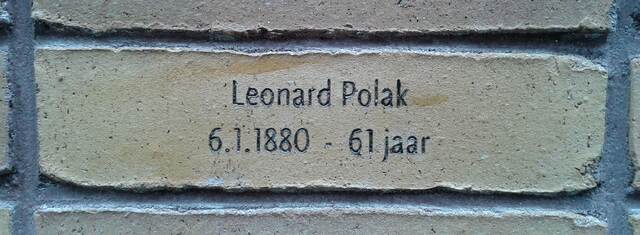 Leonard Polak
6.1.1880 - 61 jaar